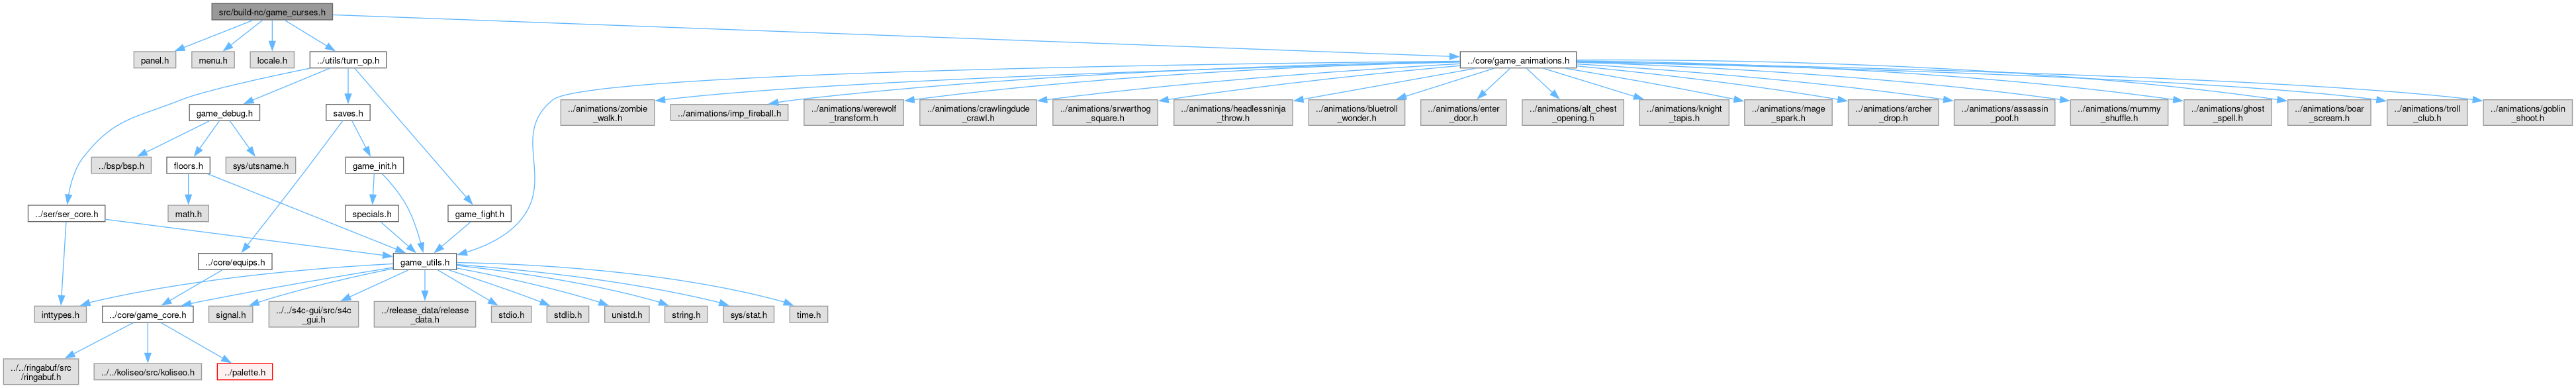 src/build-nc/game_curses.h
panel.h
menu.h
locale.h
../utils/turn_op.h
../core/game_animations.h
game_debug.h
saves.h
../animations/zombie
_walk.h
../animations/imp_fireball.h
../animations/werewolf
_transform.h
../animations/crawlingdude
_crawl.h
../animations/srwarthog
_square.h
../animations/headlessninja
_throw.h
../animations/bluetroll
_wonder.h
../animations/enter
_door.h
../animations/alt_chest
_opening.h
../animations/knight
_tapis.h
../animations/mage
_spark.h
../animations/archer
_drop.h
../animations/assassin
_poof.h
../animations/mummy
_shuffle.h
../animations/ghost
_spell.h
../animations/boar
_scream.h
../animations/troll
_club.h
../animations/goblin
_shoot.h
../bsp/bsp.h
floors.h
sys/utsname.h
game_init.h
../ser/ser_core.h
math.h
specials.h
game_fight.h
../core/equips.h
game_utils.h
inttypes.h
../core/game_core.h
signal.h
../../s4c-gui/src/s4c
_gui.h
../release_data/release
_data.h
stdio.h
stdlib.h
unistd.h
string.h
sys/stat.h
time.h
../../ringabuf/src
/ringabuf.h
../../koliseo/src/koliseo.h
../palette.h